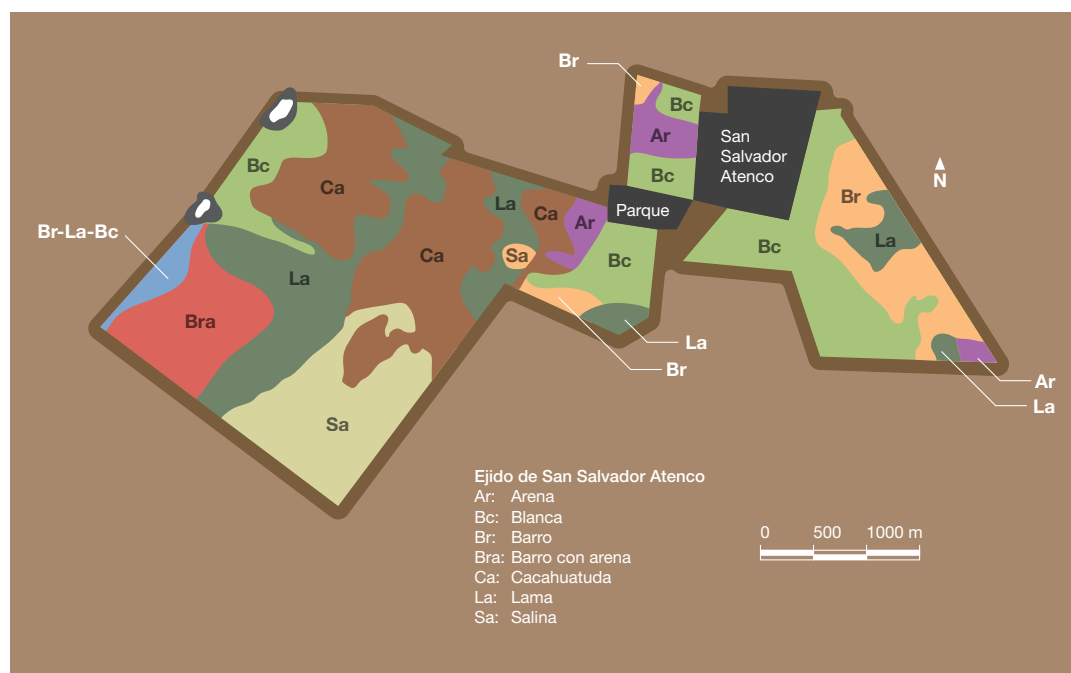 Br
Bc
Ar
Bc
San
Salvador
Atenco
N
Bc
Ca
La
Ca
Ar
Parque
Br
La
Bc
Br-La-Bc
La
Ca
Sa
Bc
Bra
La
Br
Sa
Ar
La
Ejido de San Salvador Atenco
Ar: Arena
Bc: Blanca
Br: Barro
Bra: Barro con arena
Ca: Cacahuatuda
La: Lama
Sa: Salina
0 500 1000 m